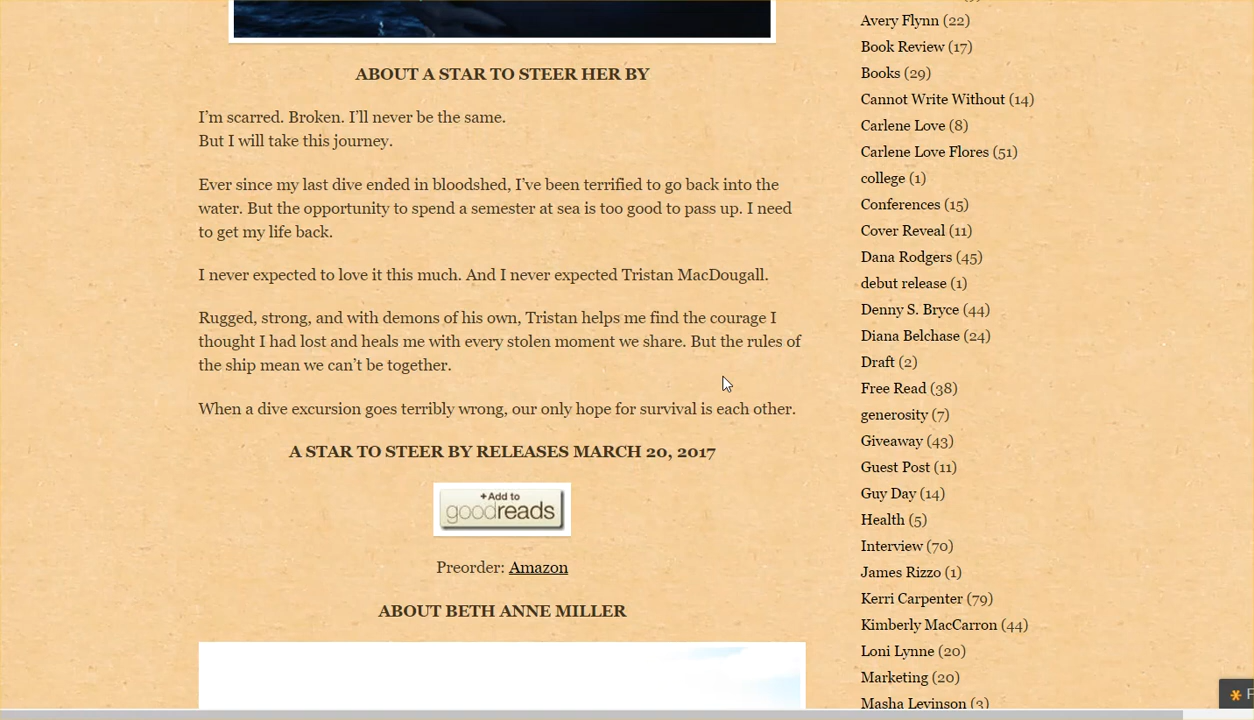 ABOUT A STAR TO STEER HER BY
I'm scarred. Broken. I'll never be the same.
But I will take this journey.
Ever since my last dive ended in bloodshed, I've been terrified to go back into the
water. But the opportunity to spend a semester at sea is too good to pass up. I need
to get my life back.
I never expected to love it this much. And I never expected Tristan MacDougall.
Rugged, strong, and with demons of his own, Tristan helps me find the courage I
thought I had lost and heals me with every stolen moment we share. But the rules of
the ship mean we can't be together.
When a dive excursion goes terribly wrong, our only hope for survival is each other.
A STAR TO STEER BY RELEASES MARCH 20, 2017
+Add to
goodreads
Preorder: Amazon
ABOUT BETH ANNE MILLER
Avery Flynn (22)
Book Review (17)
Books (29)
Cannot Write Without (14)
Carlene Love (8)
Carlene Love Flores (51)
college (1)
Conferences (15)
Cover Reveal (11)
Dana Rodgers (45)
debut release (1)
Denny S. Bryce (44)
Diana Belchase (24)
Draft (2)
Free Read (38)
generosity (7)
Giveaway (43)
Guest Post (11)
Guy Day (14)
Health (5)
Interview (70)
James Rizzo (1)
Kerri Carpenter (79)
Kimberly MacCarron (44)
Loni Lynne (20)
Marketing (20)
Masha Levinson (3)